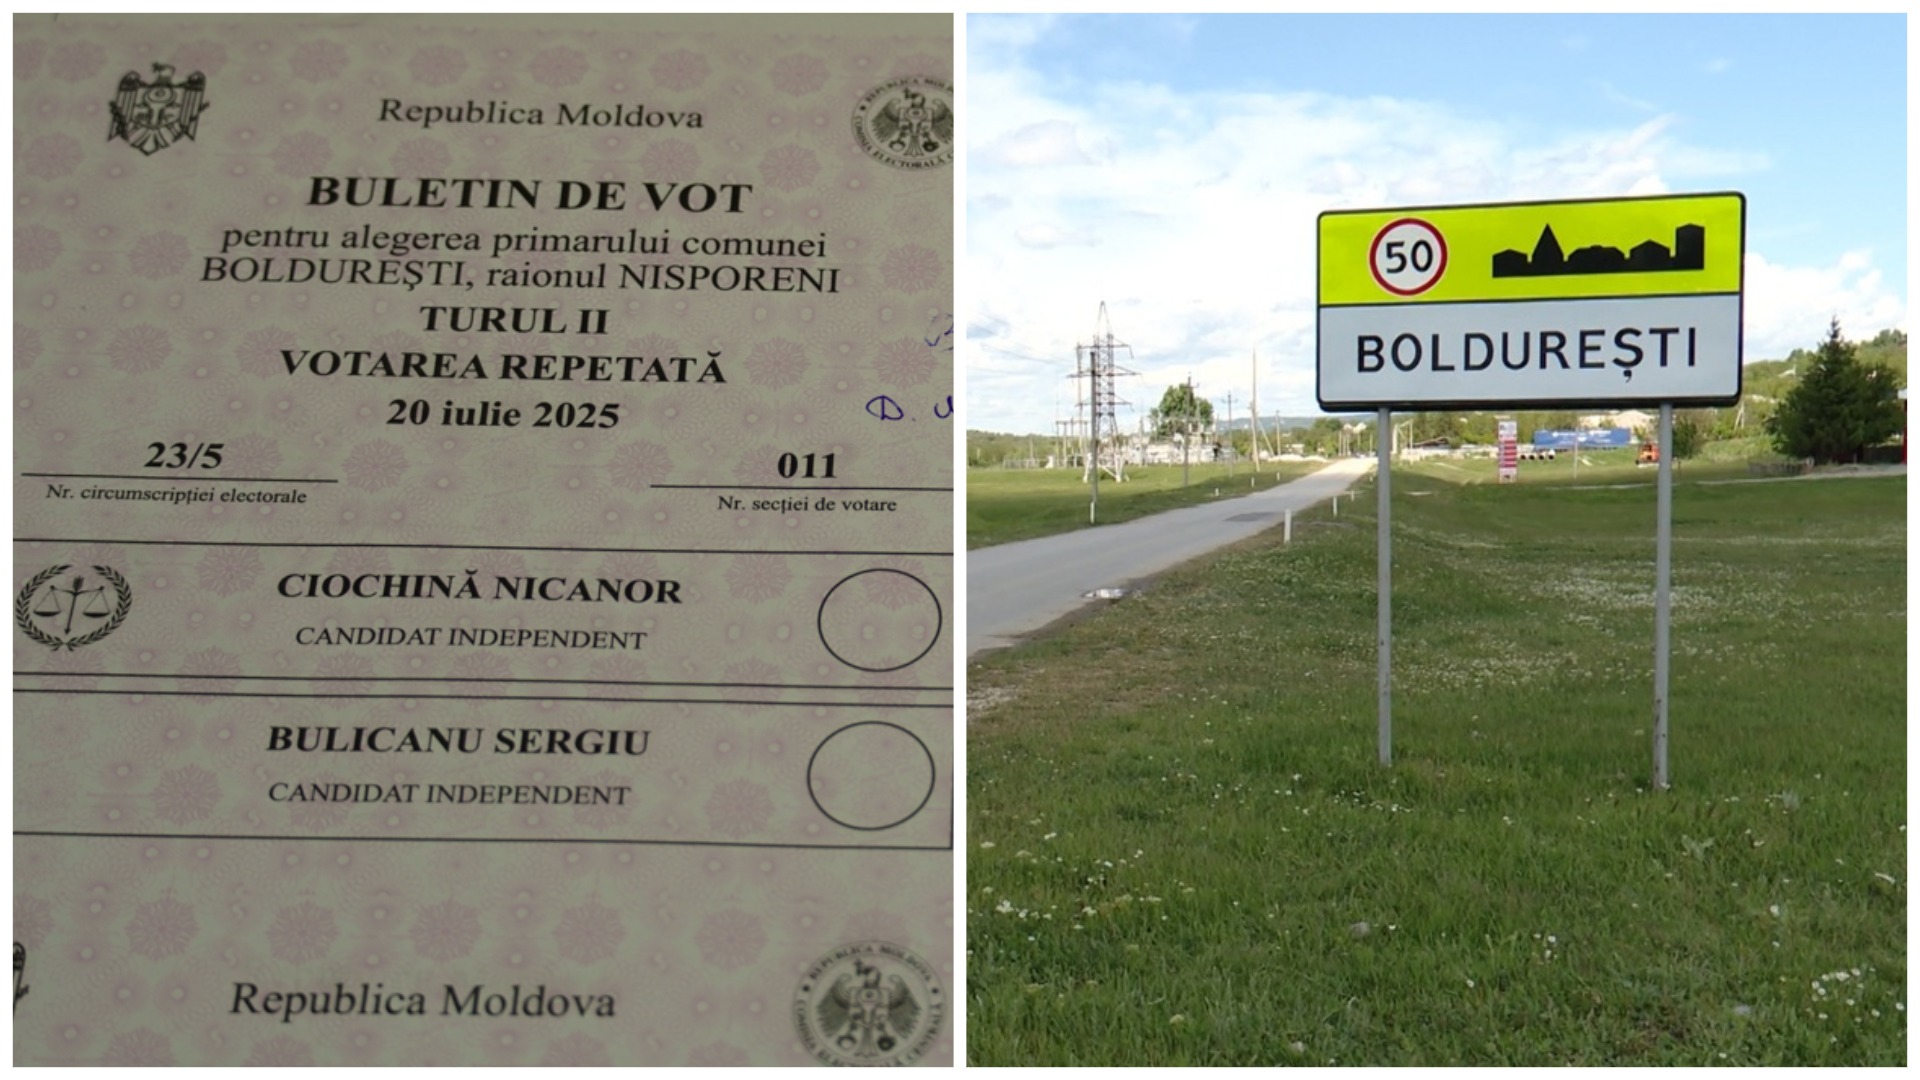 Republica Moldova
BULETIN DE VOT
pentru alegerea primarului comunei
BOLDUREŞTI, raionul NISPORENI
TURUL II
VOTAREA REPETATĂ
20 iulie 2025
23/5
Nr. circumscripţiei electorale
011
Nr. secţiei de votare
CIOCHINĂ NICANOR
CANDIDAT INDEPENDENT
BULICANU SERGIU
CANDIDAT INDEPENDENT
Republica Moldova
50
BOLDUREȘTI